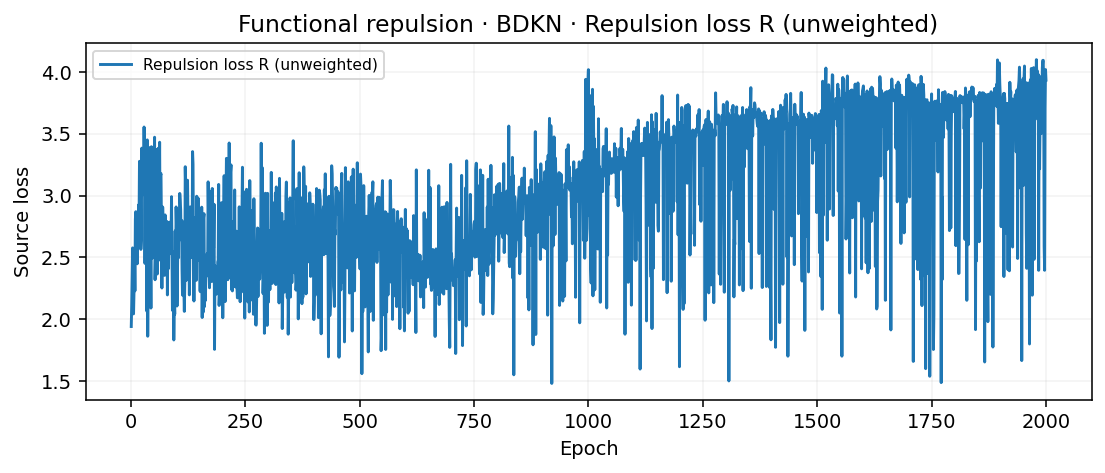 Functional repulsion · BDKN · Repulsion loss R (unweighted)
Repulsion loss R (unweighted)
Source loss
4.0
3.5
3.0
2.5
2.0
1.5
0 250 500 750 1000 1250 1500 1750 2000
Epoch